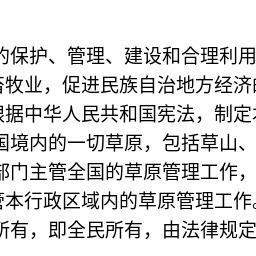 的保护、管理、建设和合理利用
畜牧业，促进民族自治地方经济的
根据中华人民共和国宪法，制定本
国境内的一切草原，包括草山、
部门主管全国的草原管理工作，
管本行政区域内的草原管理工作。
所有，即全民所有，由法律规定